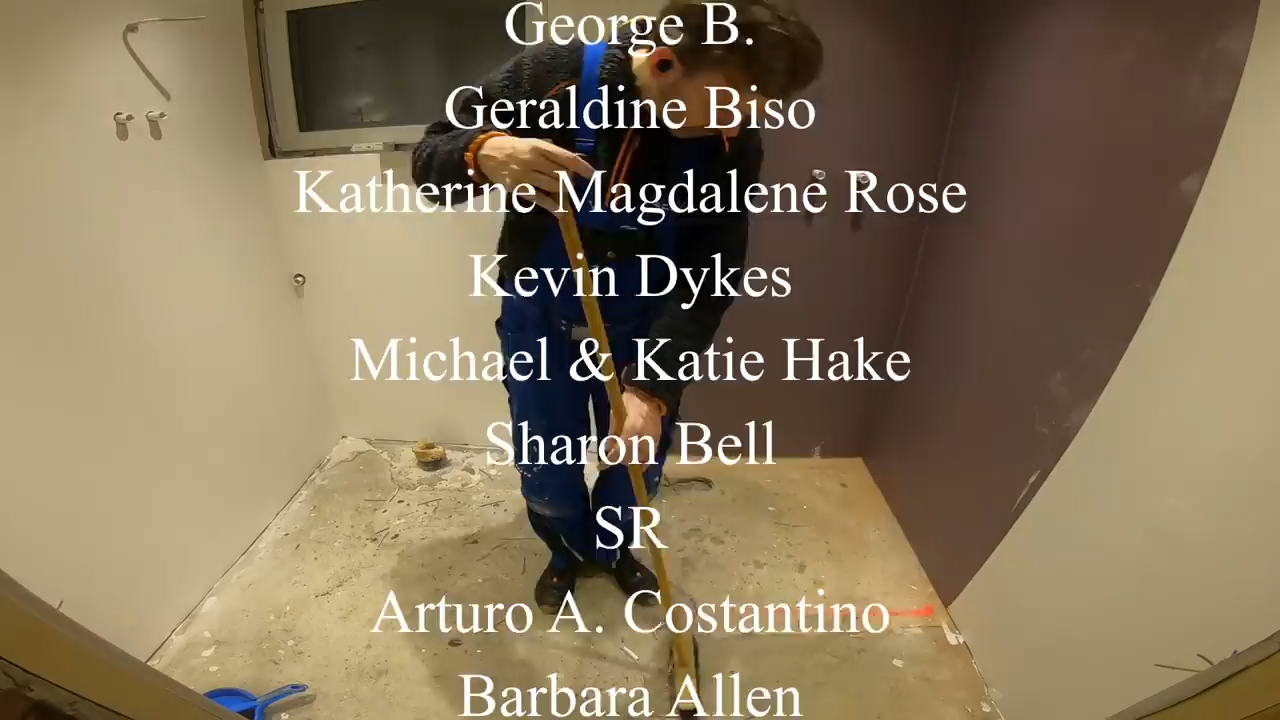 George B.
Geraldine Biso
Katherine Magdalene Rose
Kevin Dykes
Michael & Katie Hake
Sharon Bell
SR
Arturo A. Costantino
Barbara Allen